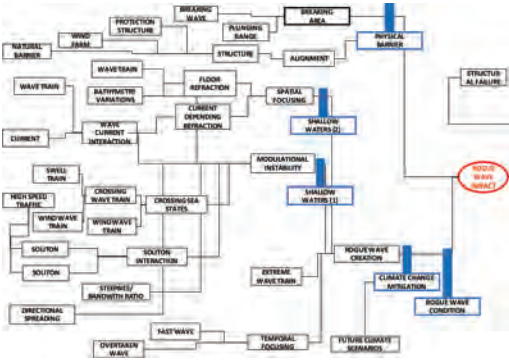 BREAKING
WAVE
BREAKING
AREA
PROTECTION
STRUCTURE
PLUNGING
RANGE
WIND
FARM
PHYSICAL
BARRIER
NATURAL
BARRIER
STRUCTURE
ALIGNMENT
WAVE TRAIN
FLOOR
REFRACTION
STRUCTUR
AL FAILURE
WAVE TRAIN
BATHYMETRY
VARIATIONS
SPATIAL
FOCUSING
CURRENT
DEPENDING
REFRACTION
SHALLOW
WATERS (2)
CURRENT
WAVE
CURRENT
INTERACTION
MODULATIONAL
INSTABILITY
ROGUE
WAVE
IMPACT
SWELL
TRAIN
CROSSING
WAVE TRAIN
SHALLOW
WATERS (1)
HIGH SPEED
TRAFFIC
CROSSING SEA
STATES
WIND WAVE
TRAIN
WIND WAVE
TRAIN
SOLITON
SOLITON
INTERACTION
SOLITON
ROGUE WAVE
CREATION
EXTREME
WAVE TRAIN
CLIMATE CHANGE
MITIGATION
STEEPNES/
BANDWITH RATIO
ROGUE WAVE
CONDITION
DIRECTIONAL
SPREADING
FAST WAVE
OVERTAKEN
WAVE
TEMPORAL
FOCUSING
FUTURE CLIMATE
SCENARIOS